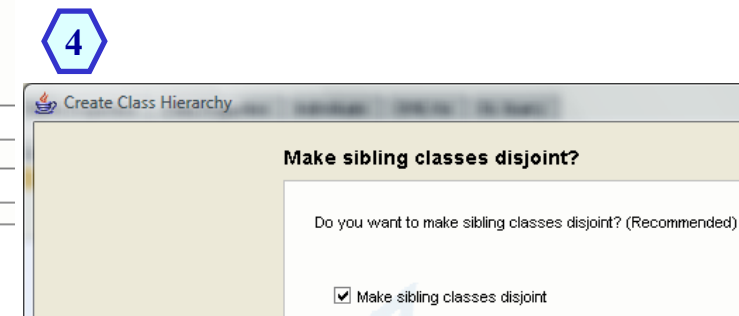 4
Create Class Hierarchy
Make sibling classes disjoint?
Do you want to make sibling classes disjoint? (Recommended)
Make sibling classes disjoint